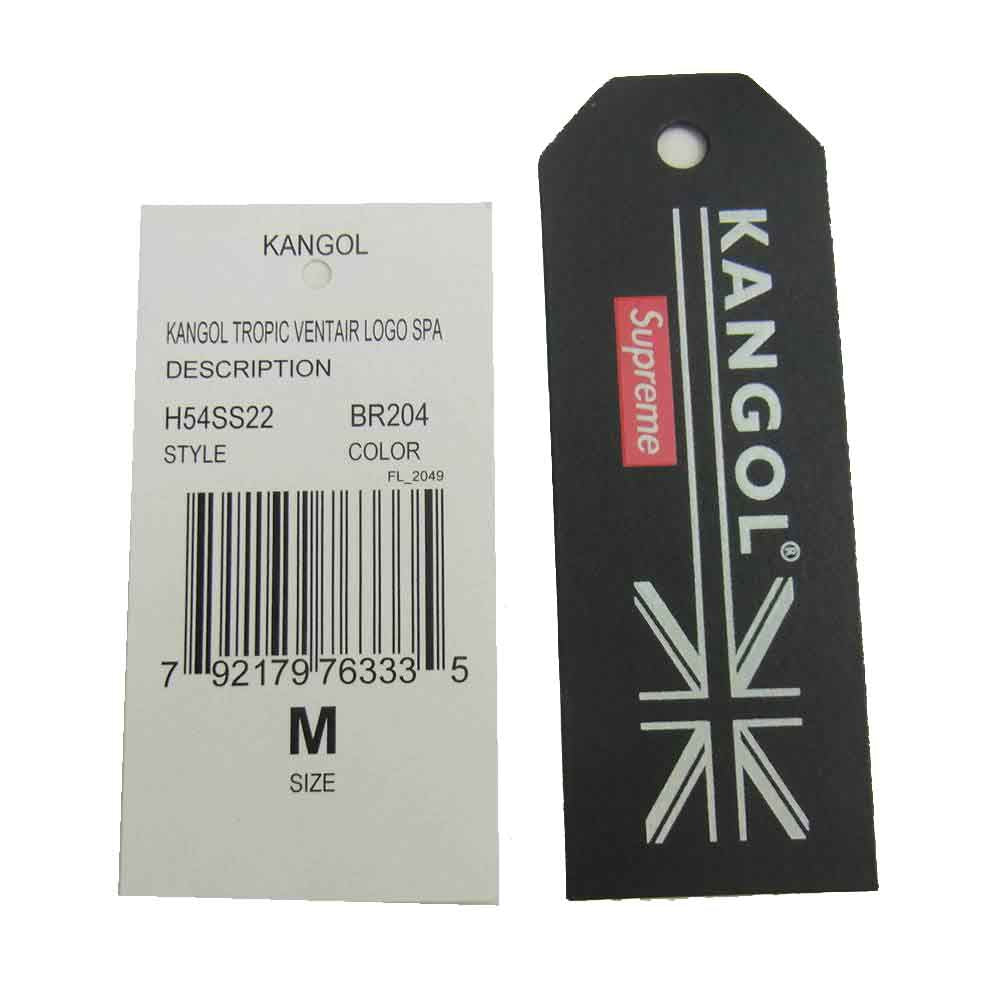 KANGOL
KANGOL TROPIC VENTAIR LOGO SPA
DESCRIPTION
H54SS22 BR204
STYLE COLOR
FL_2049
7 92179 76333 5
M
SIZE
KANGOL®
Supreme